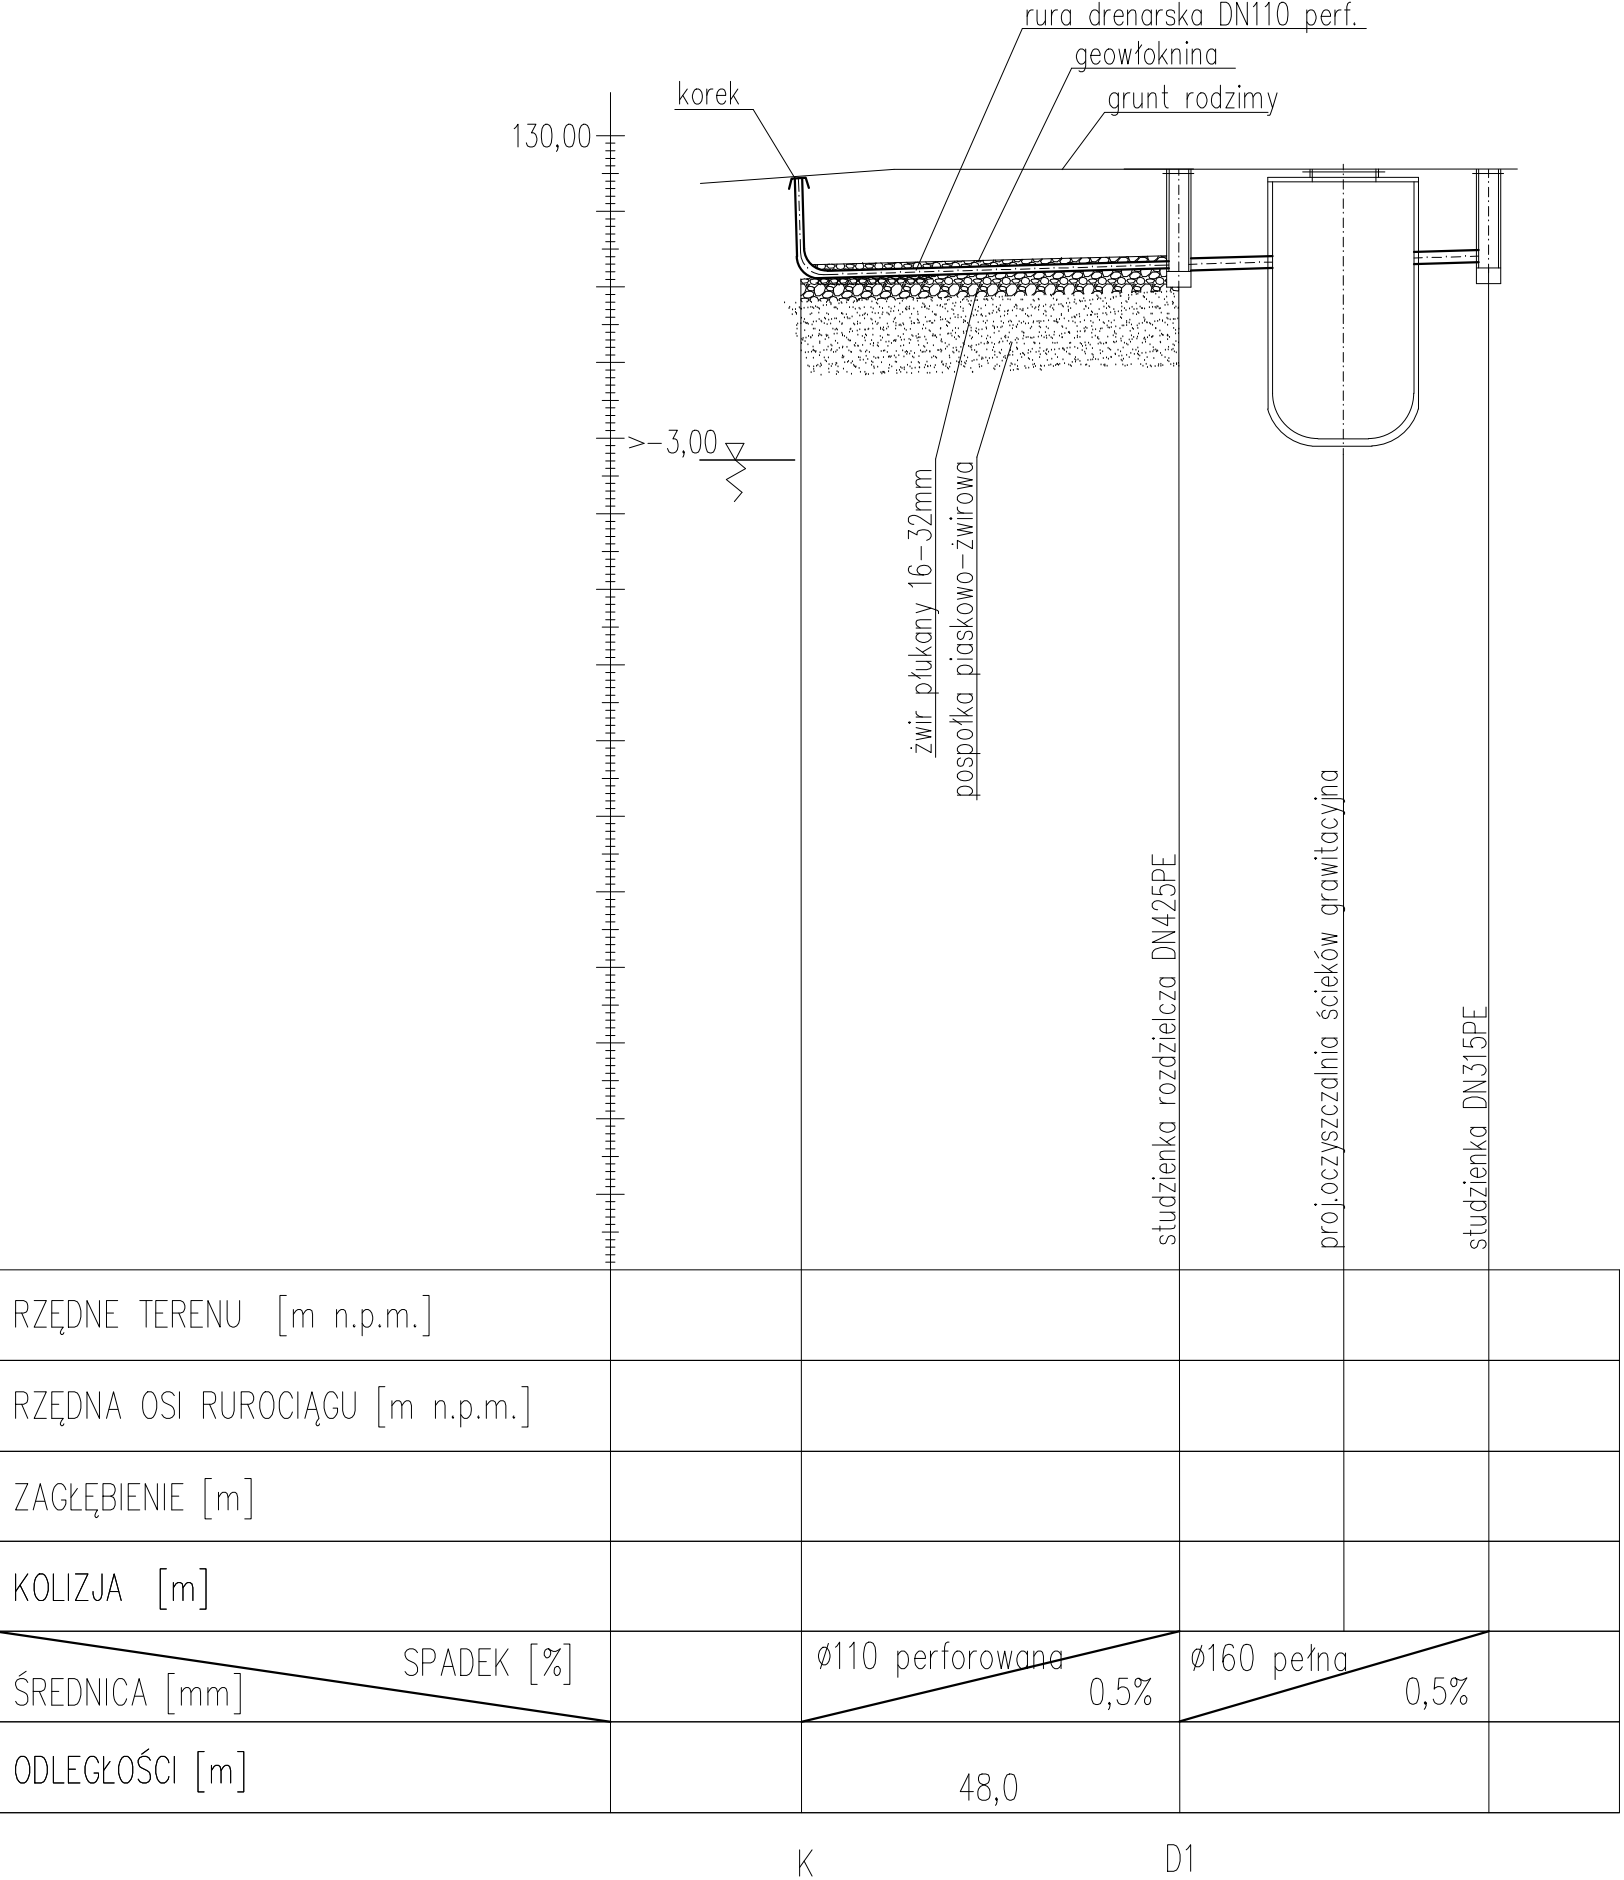 rura drenarska DN110 perf.
geowłoknina
korek
grunt rodzimy
130,00
>-3,00
żwir płukany 16-32mm
pospołka piaskowo-żwirowa
studzienka rozdzielcza DN425PE
proj.oczyszczalnia ścieków grawitacyjna
studzienka DN315PE
RZĘDNE TERENU [m n.p.m.]
RZĘDNA OSI RUROCIĄGU [m n.p.m.]
ZAGŁĘBIENIE [m]
KOLIZJA [m]
SPADEK [%]
ŚREDNICA [mm]
ø110 perforowana
0,5%
ø160 pełna
0,5%
ODLEGŁOŚCI [m]
48,0
K
D1